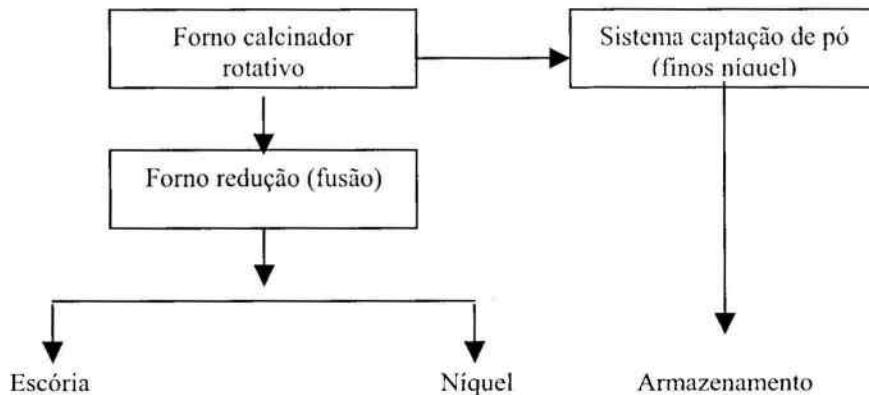 Forno calcinador
rotativo
Sistema captação de pó
(finos níquel)
Forno redução (fusão)
Escória
Níquel
Armazenamento